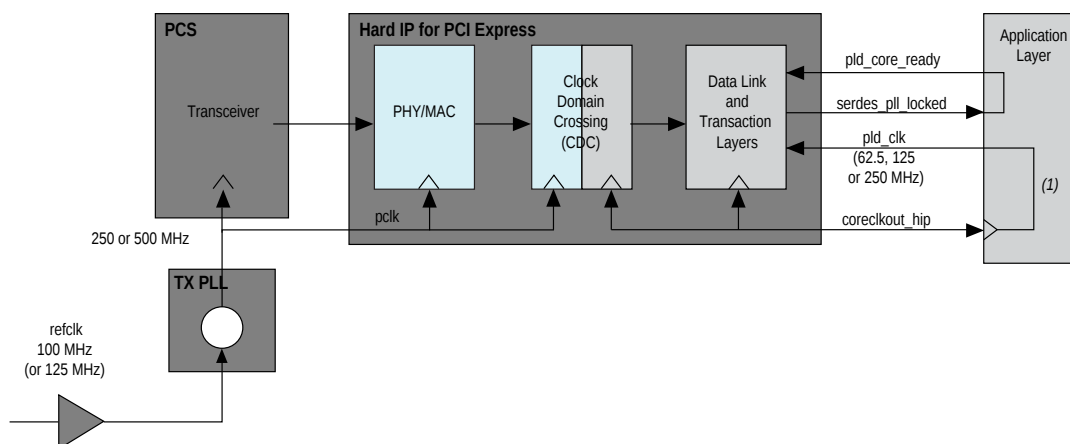 PCS
Transceiver
250 or 500 MHz
TX PLL
refclk
100 MHz
(or 125 MHz)
Hard IP for PCI Express
PHY/MAC
Clock
Domain
Crossing
(CDC)
Data Link
and
Transaction
Layers
pclk
Application
Layer
pld_core_ready
serdes_pll_locked
pld_clk
(62.5, 125
or 250 MHz)
(1)
coreclkout_hip